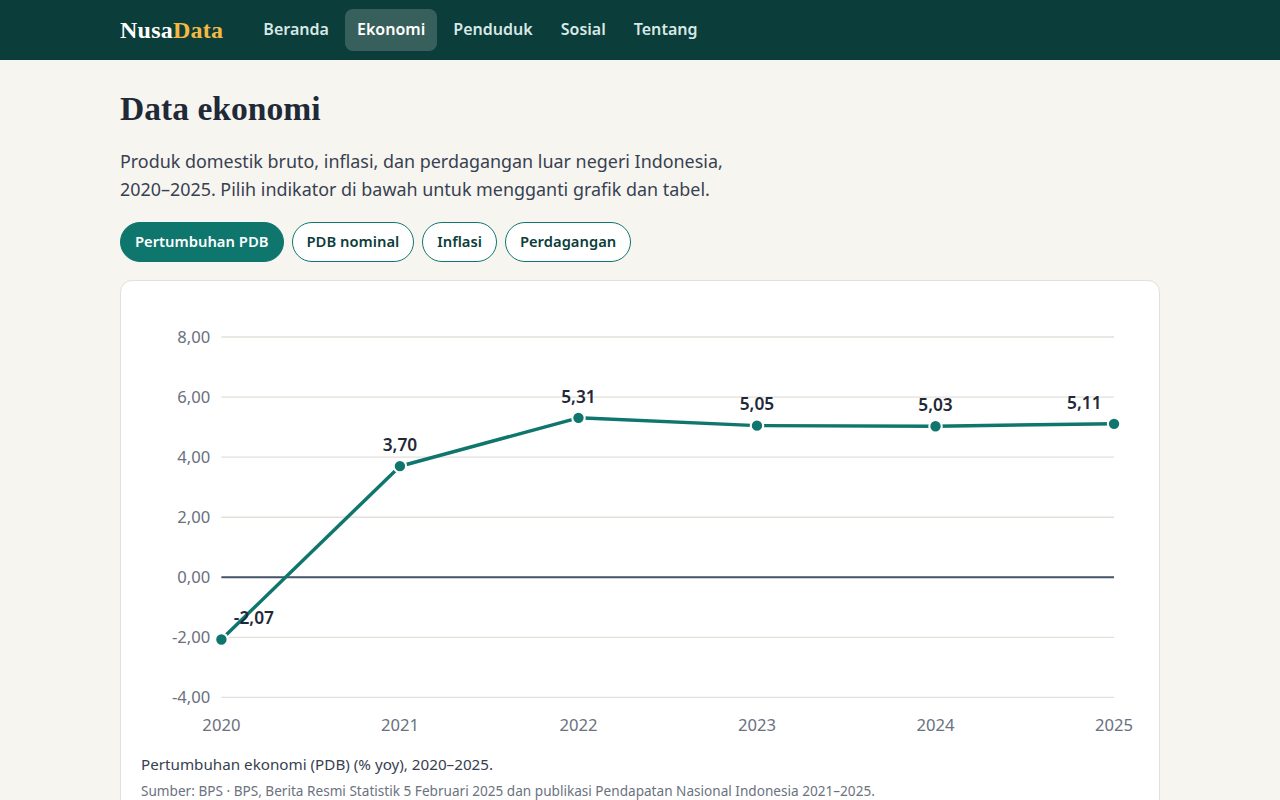 NusaData Beranda Ekonomi Penduduk Sosial Tentang
Data ekonomi
Produk domestik bruto, inflasi, dan perdagangan luar negeri Indonesia,
2020–2025. Pilih indikator di bawah untuk mengganti grafik dan tabel.
Pertumbuhan PDB PDB nominal Inflasi Perdagangan
8,00
6,00
4,00
2,00
0,00
-2,00
-4,00
-2,07
3,70
5,31
5,05
5,03
5,11
2020 2021 2022 2023 2024 2025
Pertumbuhan ekonomi (PDB) (% yoy), 2020–2025.
Sumber: BPS · BPS, Berita Resmi Statistik 5 Februari 2025 dan publikasi Pendapatan Nasional Indonesia 2021–2025.